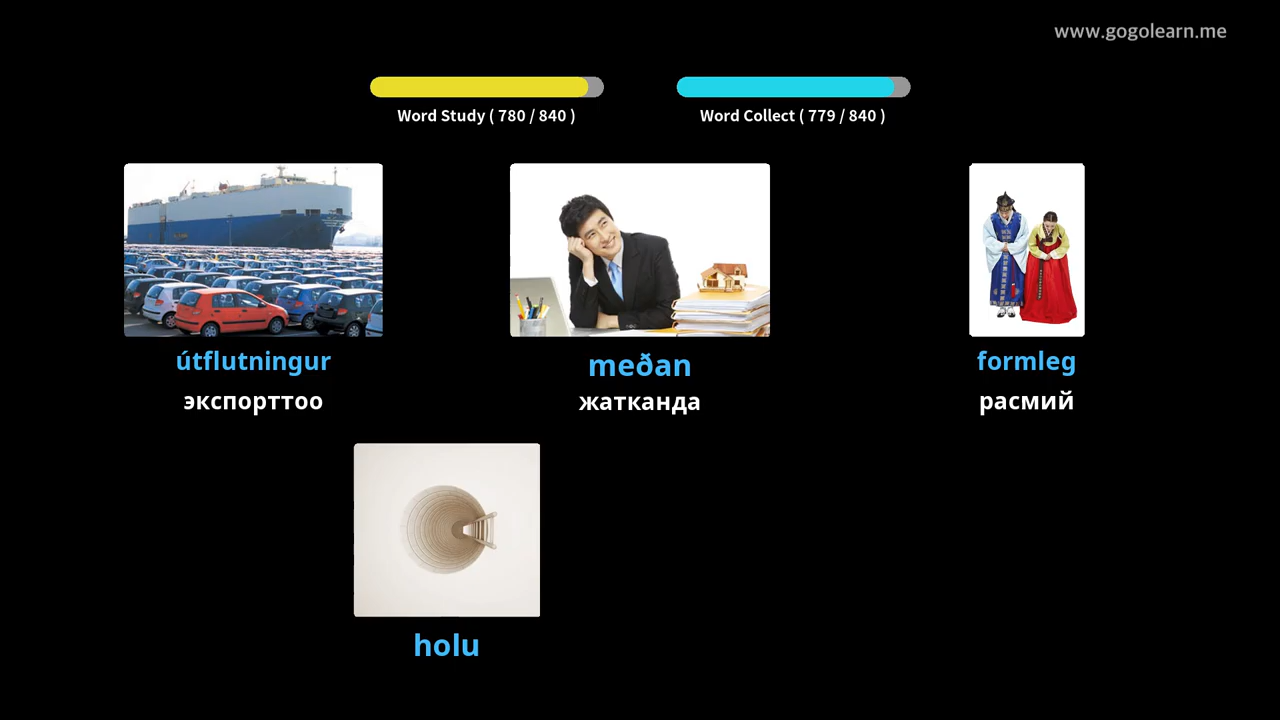 www.gogolearn.me
Word Study ( 780 / 840 )
Word Collect ( 779 / 840 )
útflutningur
meðan
formleg
экспорттоо
жатканда
расмий
holu